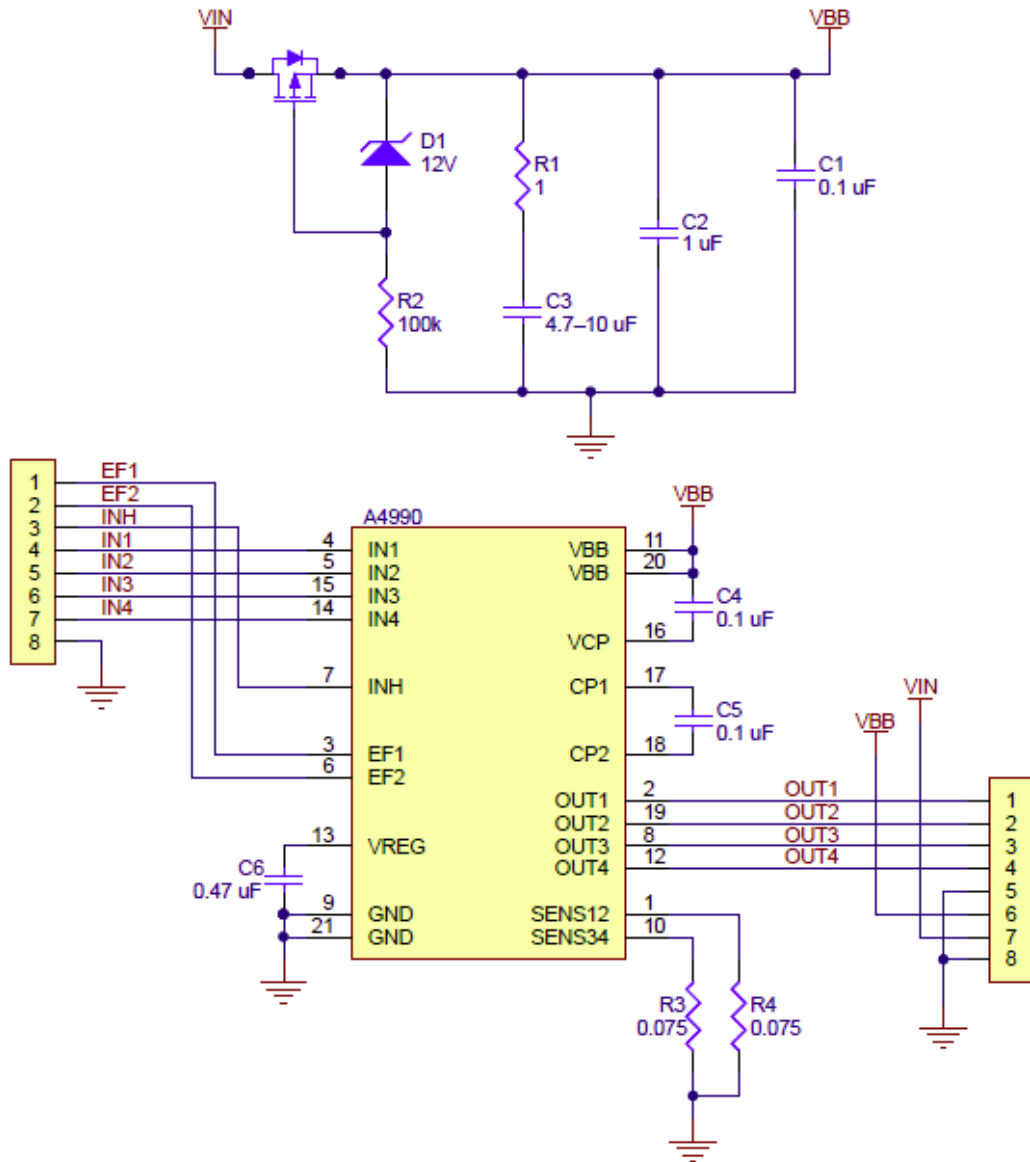 VIN
VBB
D1
12V
R1
1
C1
0.1 uF
C2
1 uF
R2
100k
C3
4.7–10 uF
1 EF1
2 EF2
3 INH
4 IN1
5 IN2
6 IN3
7 IN4
8
A4990
4 IN1
5 IN2
15 IN3
14 IN4
7 INH
3 EF1
6 EF2
13 VREG
9 GND
21 GND
C6
0.47 uF
VBB
VBB 11
VBB 20
C4
0.1 uF
VCP 16
CP1 17
C5
0.1 uF
CP2 18
OUT1 2
OUT2 19
OUT3 8
OUT4 12
SENS12 1
SENS34 10
R3
0.075
R4
0.075
VIN
VBB
OUT1 1
OUT2 2
OUT3 3
OUT4 4
5
6
7
8